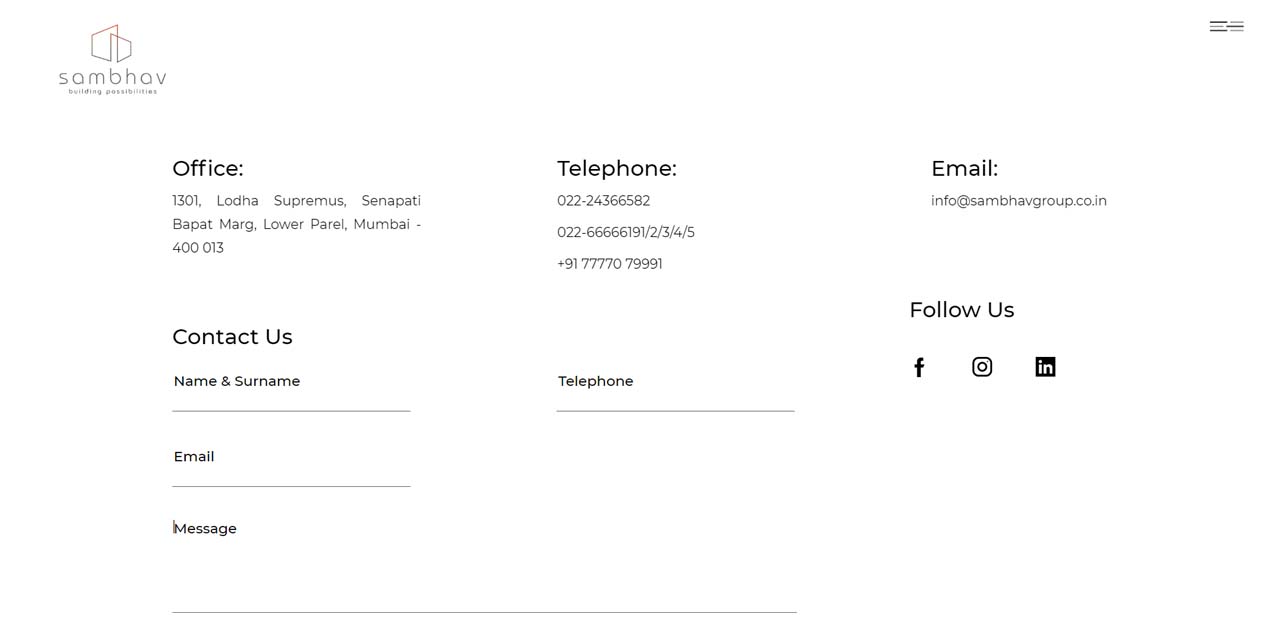 sambhav
building possibilities
Office:
1301, Lodha Supremus, Senapati
Bapat Marg, Lower Parel, Mumbai -
400 013
Telephone:
022-24366582
022-66666191/2/3/4/5
+91 77770 79991
Email:
info@sambhavgroup.co.in
Follow Us
Contact Us
Name & Surname
Telephone
Email
Message